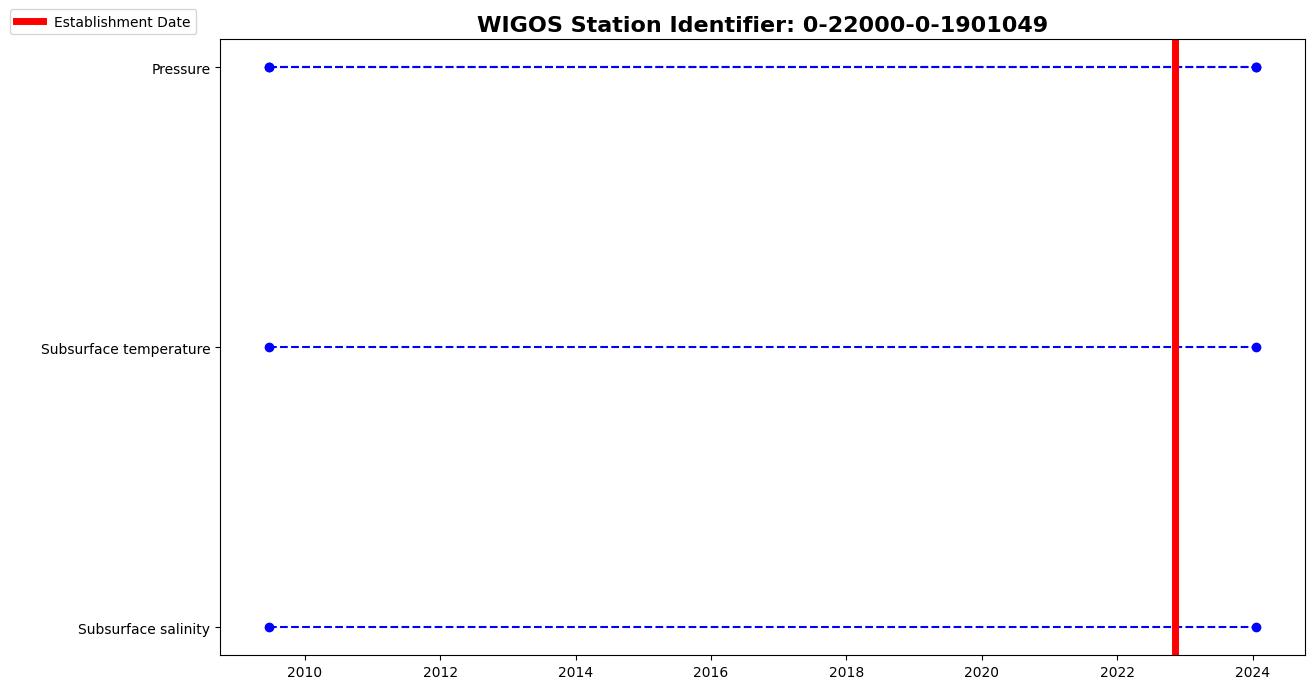 Establishment Date
WIGOS Station Identifier: 0-22000-0-1901049
Pressure
Subsurface temperature
Subsurface salinity
2010 2012 2014 2016 2018 2020 2022 2024